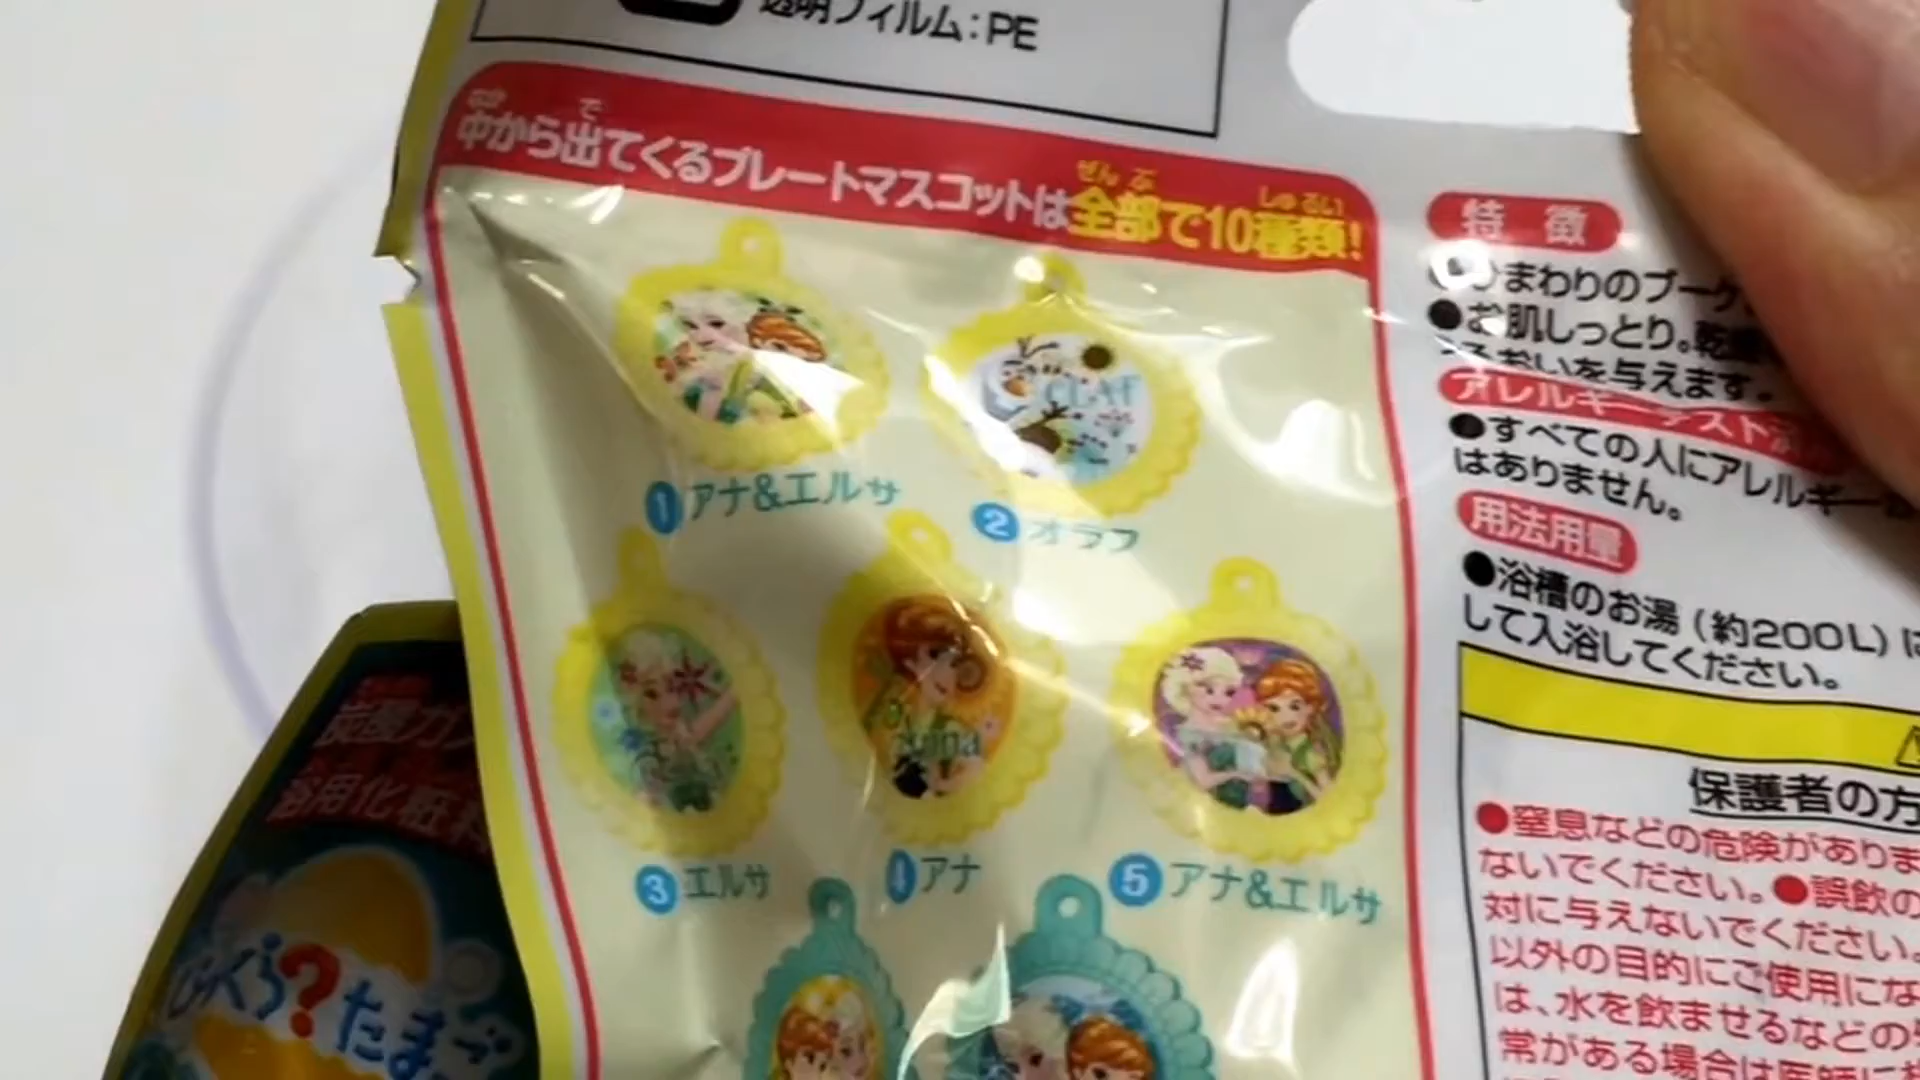 透明フィルム：PE
中から出てくるプレートマスコットは全部で10種類!
なか で ぜんぶ しゅるい
1 アナ&エルサ
2 オラフ
OLAF
3 エルサ
4 アナ
Anna
5 アナ&エルサ
特徴
ひまわりのブーケ
●お肌しっとり。乾燥
うるおいを与えます。
アレルギーテスト済み
●すべての人にアレルギー
はありません。
用法用量
●浴槽のお湯（約200L）に
して入浴してください。
保護者の方
●窒息などの危険がありま
ないでください。●誤飲の
対に与えないでください。
以外の目的にご使用にな
は、水を飲ませるなどの
常がある場合は医師に
炭酸ガス
浴用化粧料
びっくら?たまご